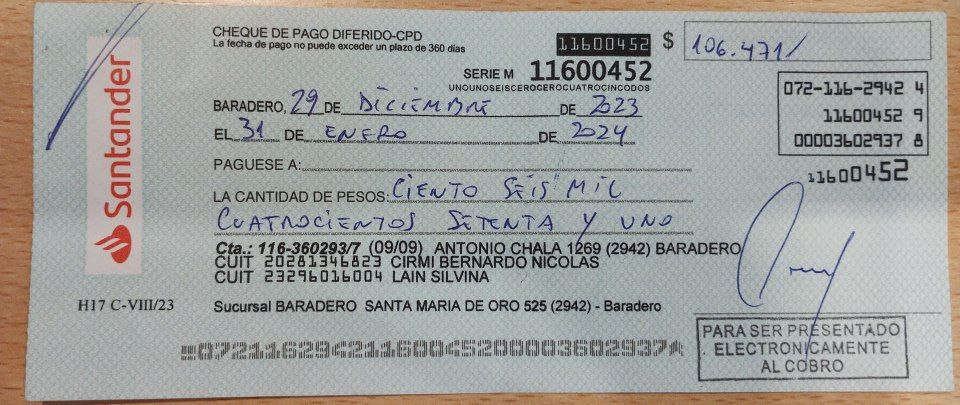 Santander
CHEQUE DE PAGO DIFERIDO-CPD
La fecha de pago no puede exceder un plazo de 360 días
11600452 $ 106.471/
SERIE M 11600452
UNOUNOSEISCEROCEROCUATROCINCODOS
072-116-2942 4
11600452 9
00003602937 8
11600452
BARADERO, 29 DE DICIEMBRE DE 2023
EL 31 DE ENERO DE 2024
PAGUESE A:
LA CANTIDAD DE PESOS: CIENTO SEIS MIL
CUATROCIENTOS SETENTA Y UNO
Cta.: 116-360293/7 (09/09) ANTONIO CHALA 1269 (2942) BARADERO
CUIT 20281346823 CIRMI BERNARDO NICOLAS
CUIT 23296016004 LAIN SILVINA
H17 C-VIII/23
Sucursal BARADERO SANTA MARIA DE ORO 525 (2942) - Baradero
PARA SER PRESENTADO
ELECTRONICAMENTE
AL COBRO
07211629421160045200003602937